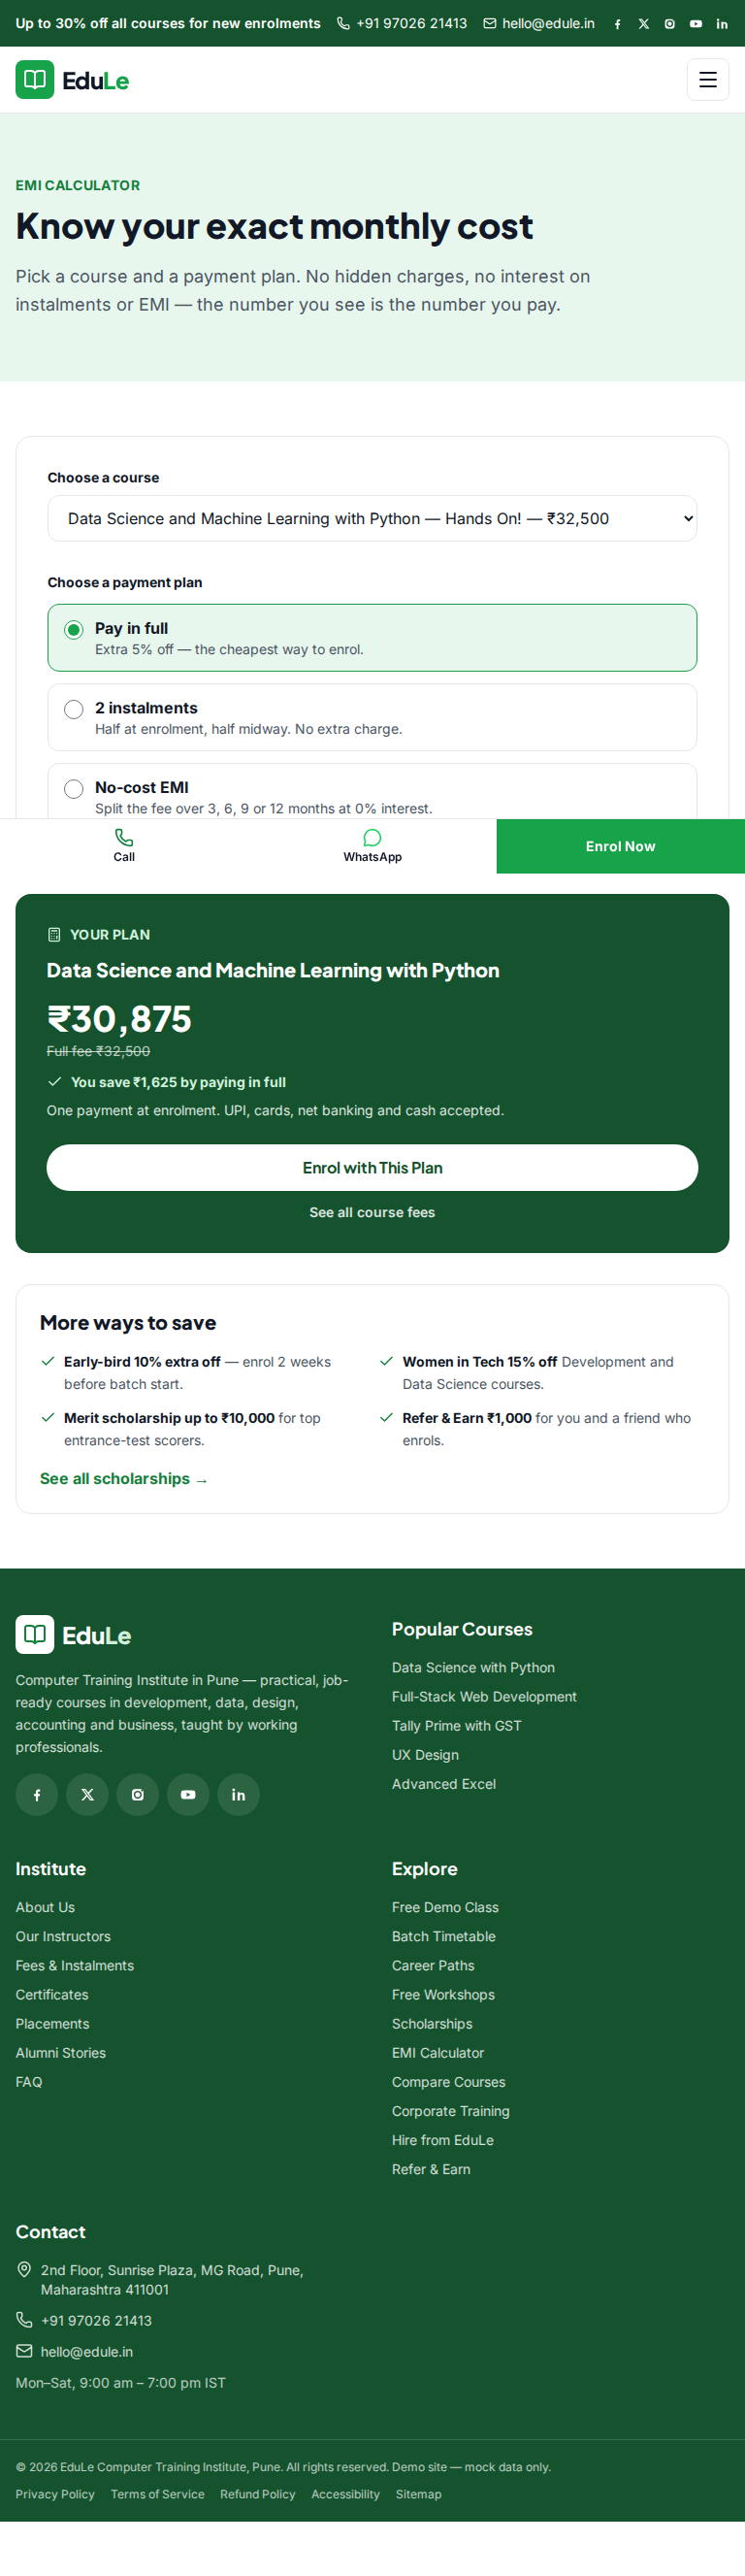 Up to 30% off all courses for new enrolments
+91 97026 21413
hello@edule.in
EduLe
EMI CALCULATOR
Know your exact monthly cost
Pick a course and a payment plan. No hidden charges, no interest on
instalments or EMI — the number you see is the number you pay.
Choose a course
Data Science and Machine Learning with Python — Hands On! — ₹32,500
Choose a payment plan
Pay in full
Extra 5% off — the cheapest way to enrol.
2 instalments
Half at enrolment, half midway. No extra charge.
No-cost EMI
Split the fee over 3, 6, 9 or 12 months at 0% interest.
Call
WhatsApp
Enrol Now
YOUR PLAN
Data Science and Machine Learning with Python
₹30,875
Full fee ₹32,500
You save ₹1,625 by paying in full
One payment at enrolment. UPI, cards, net banking and cash accepted.
Enrol with This Plan
See all course fees
More ways to save
Early-bird 10% extra off — enrol 2 weeks
before batch start.
Women in Tech 15% off Development and
Data Science courses.
Merit scholarship up to ₹10,000 for top
entrance-test scorers.
Refer & Earn ₹1,000 for you and a friend who
enrols.
See all scholarships →
EduLe
Computer Training Institute in Pune — practical, job-
ready courses in development, data, design,
accounting and business, taught by working
professionals.
Popular Courses
Data Science with Python
Full-Stack Web Development
Tally Prime with GST
UX Design
Advanced Excel
Institute
About Us
Our Instructors
Fees & Instalments
Certificates
Placements
Alumni Stories
FAQ
Explore
Free Demo Class
Batch Timetable
Career Paths
Free Workshops
Scholarships
EMI Calculator
Compare Courses
Corporate Training
Hire from EduLe
Refer & Earn
Contact
2nd Floor, Sunrise Plaza, MG Road, Pune,
Maharashtra 411001
+91 97026 21413
hello@edule.in
Mon–Sat, 9:00 am – 7:00 pm IST
© 2026 EduLe Computer Training Institute, Pune. All rights reserved. Demo site — mock data only.
Privacy Policy
Terms of Service
Refund Policy
Accessibility
Sitemap